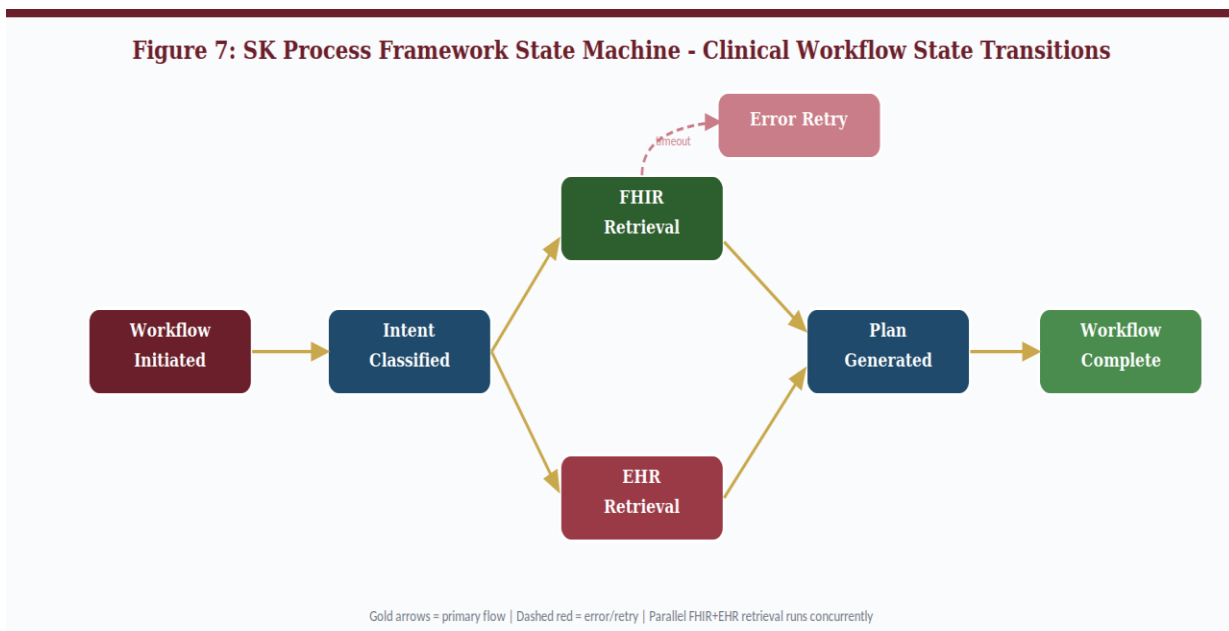 Figure 7: SK Process Framework State Machine - Clinical Workflow State Transitions
Error Retry
timeout
FHIR
Retrieval
Workflow
Initiated
Intent
Classified
Plan
Generated
Workflow
Complete
EHR
Retrieval
Gold arrows = primary flow | Dashed red = error/retry | Parallel FHIR+EHR retrieval runs concurrently